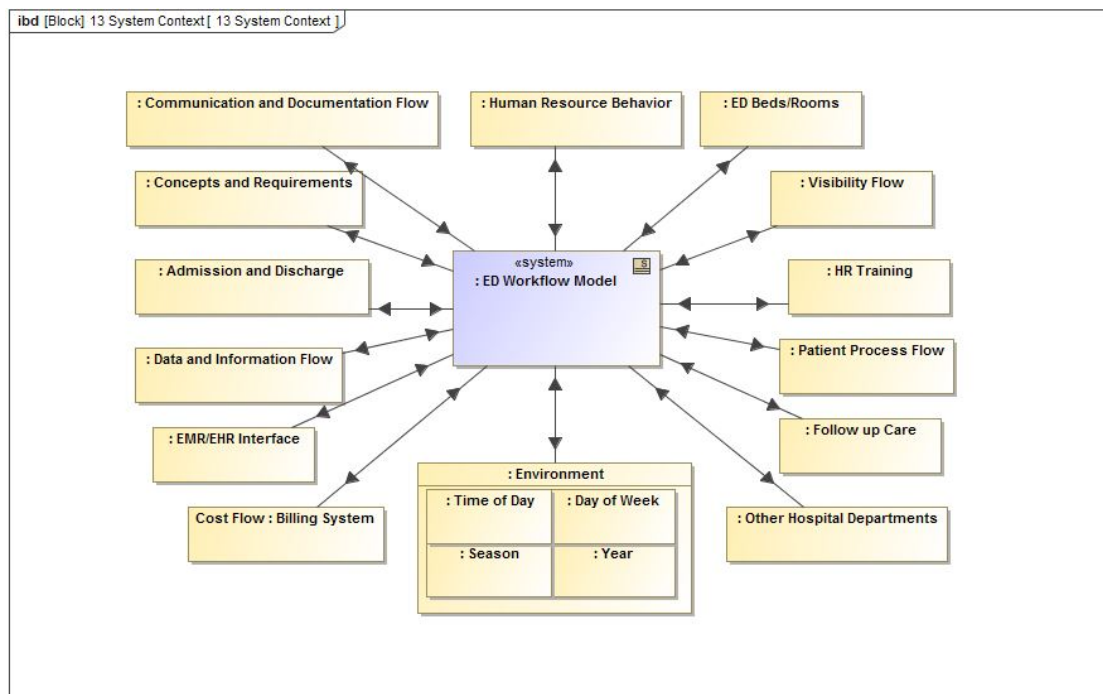 ibd [Block] 13 System Context [ 13 System Context ]
: Communication and Documentation Flow
: Human Resource Behavior
: ED Beds/Rooms
: Concepts and Requirements
: Visibility Flow
«system»
: ED Workflow Model
S
: Admission and Discharge
: HR Training
: Data and Information Flow
: Patient Process Flow
: EMR/EHR Interface
: Follow up Care
: Environment
: Time of Day
: Day of Week
: Season
: Year
Cost Flow : Billing System
: Other Hospital Departments